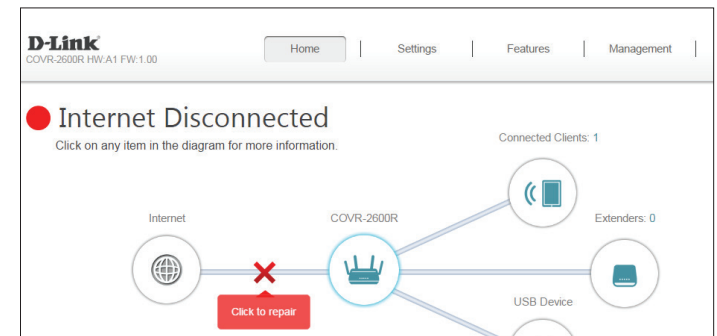 D-Link
COVR-2600R HW:A1 FW:1.00
Home
Settings
Features
Management
Internet Disconnected
Click on any item in the diagram for more information.
Connected Clients: 1
Internet
COVR-2600R
Extenders: 0
Click to repair
USB Device